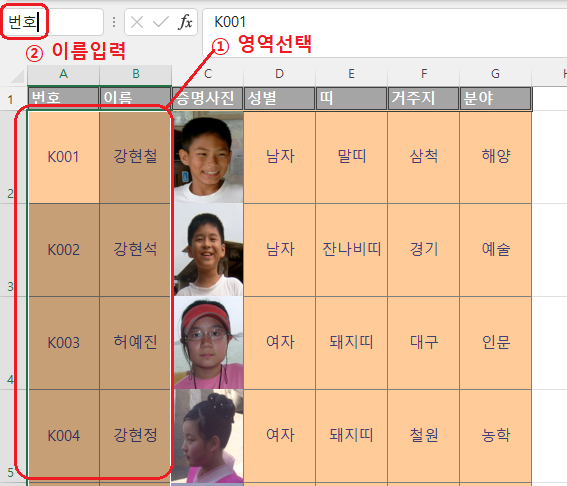 번호 fx K001
② 이름입력 ① 영역선택
A B C D E F G
1 번호 이름 증명사진 성별 띠 거주지 분야
2 K001 강현철 남자 말띠 삼척 해양
3 K002 강현석 남자 잔나비띠 경기 예술
4 K003 허예진 여자 돼지띠 대구 인문
5 K004 강현정 여자 돼지띠 철원 농학